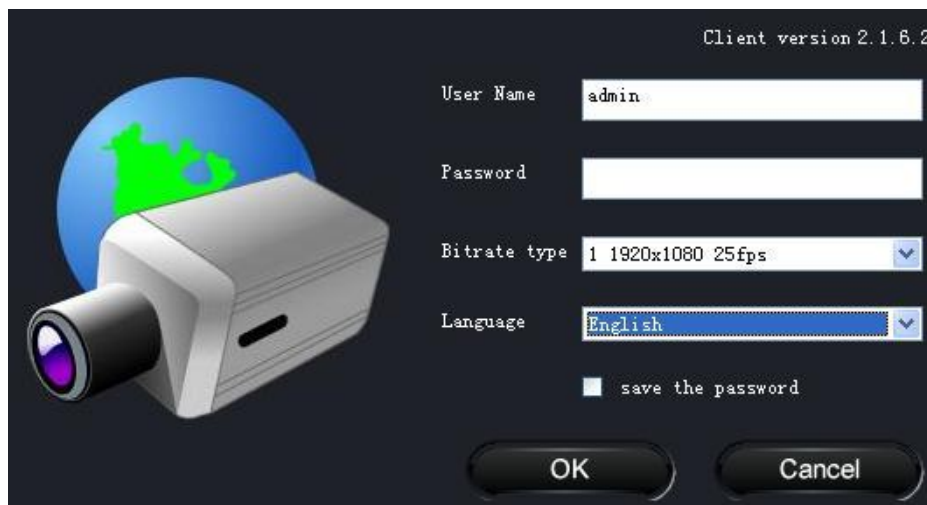 Client version 2.1.6.2
User Name admin
Password
Bitrate type 1 1920x1080 25fps
Language English
save the password
OK Cancel